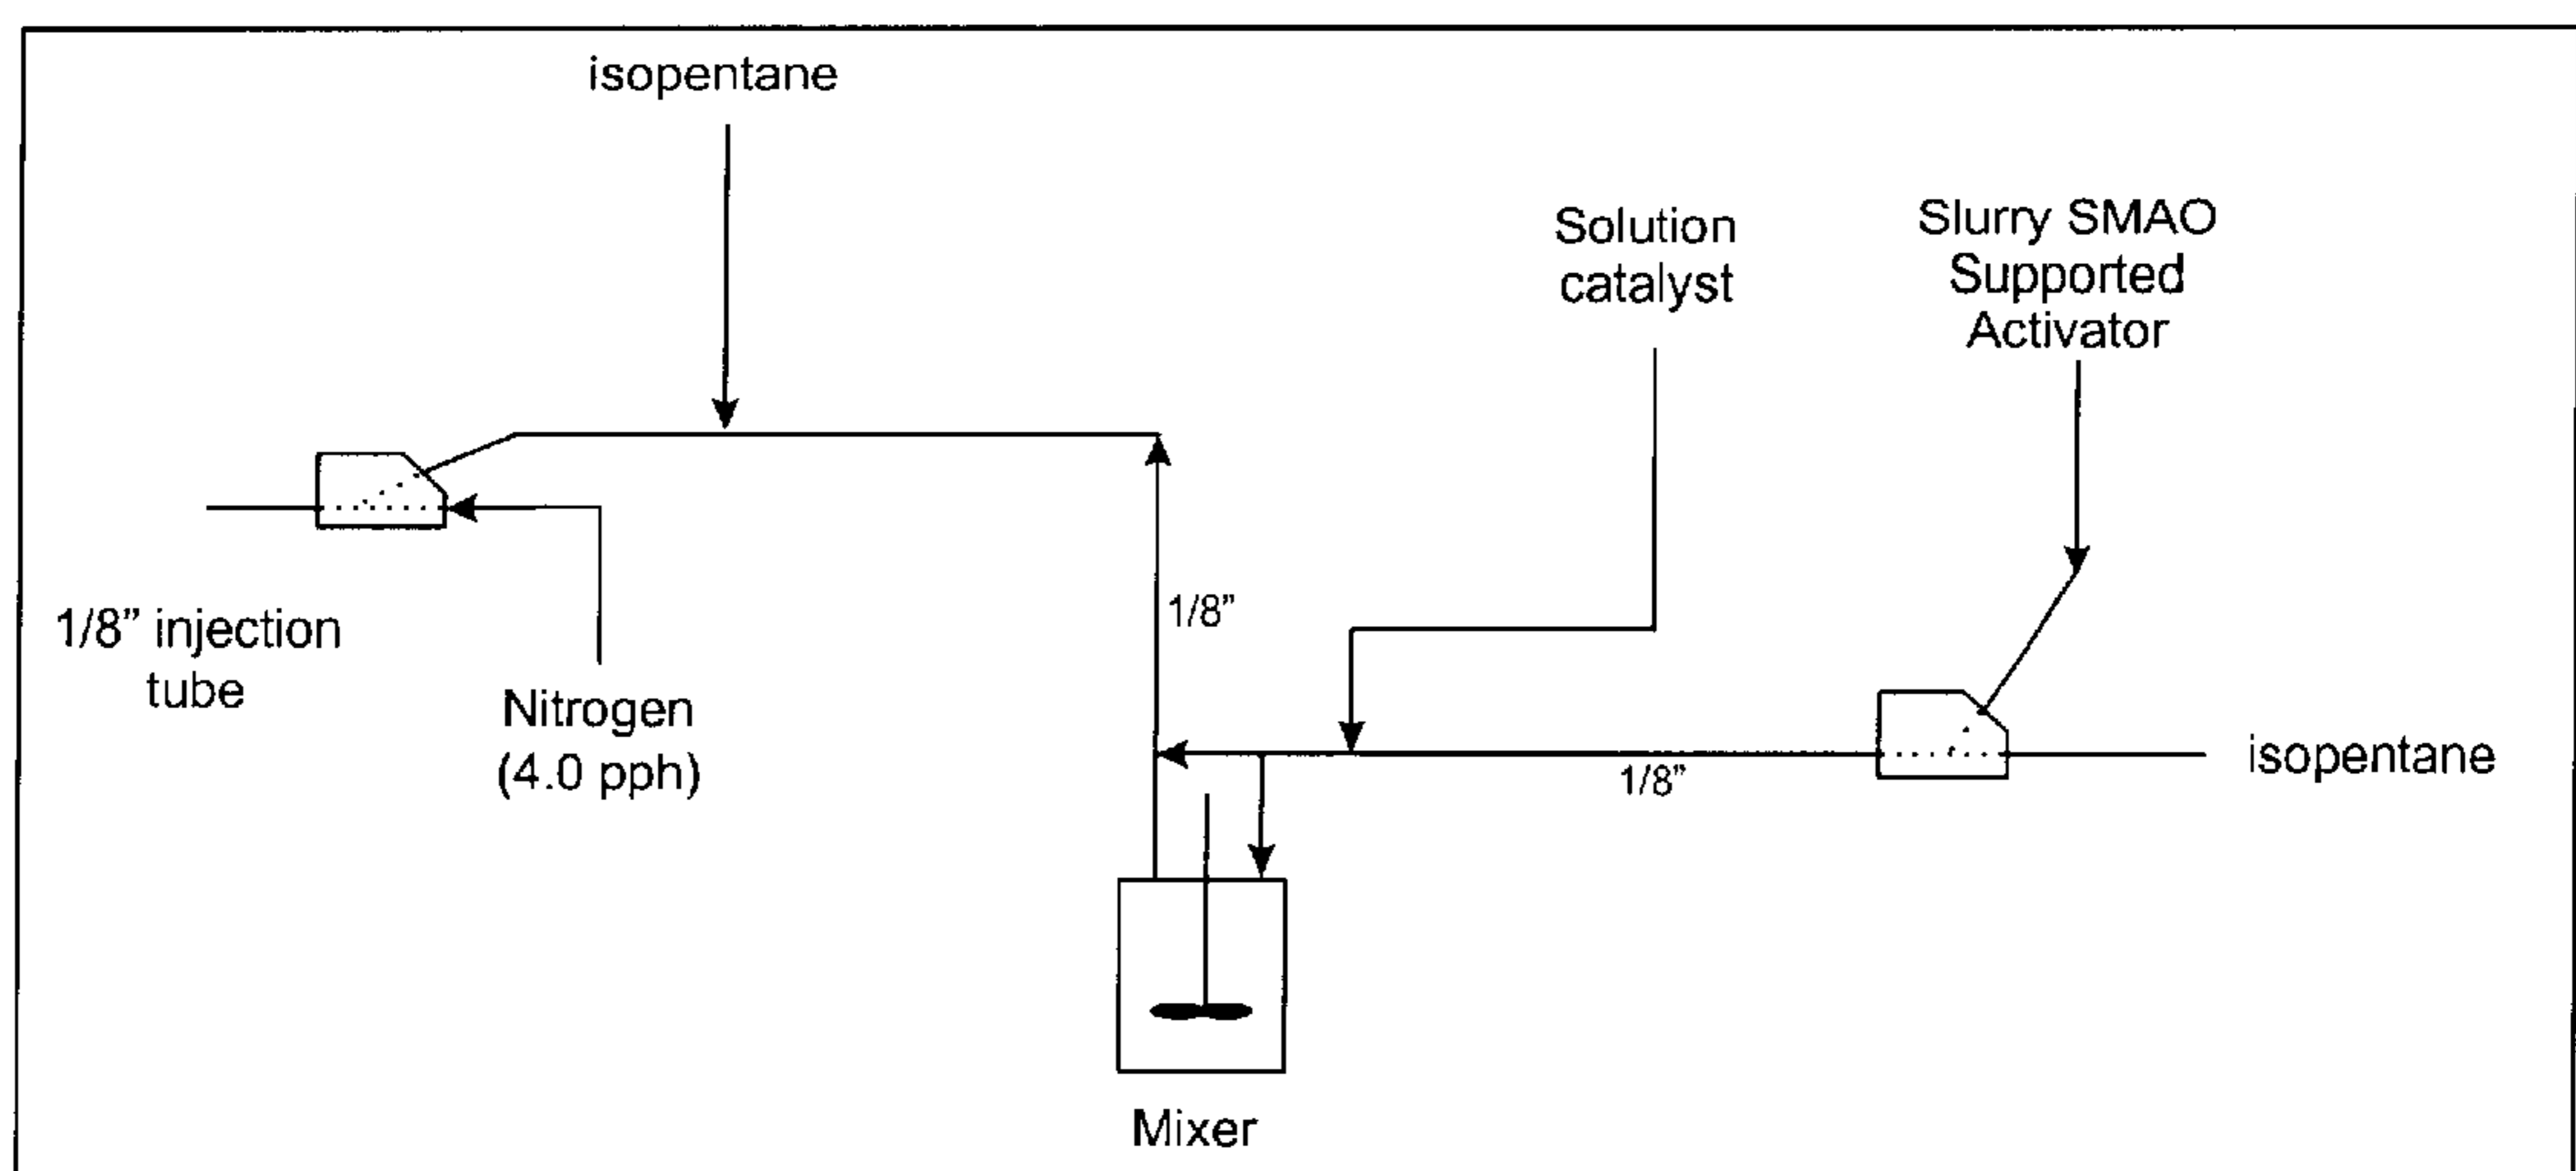 isopentane
Solution
catalyst
Slurry SMAO
Supported
Activator
1/8”
1/8” injection
tube
Nitrogen
(4.0 pph)
1/8”
isopentane
Mixer